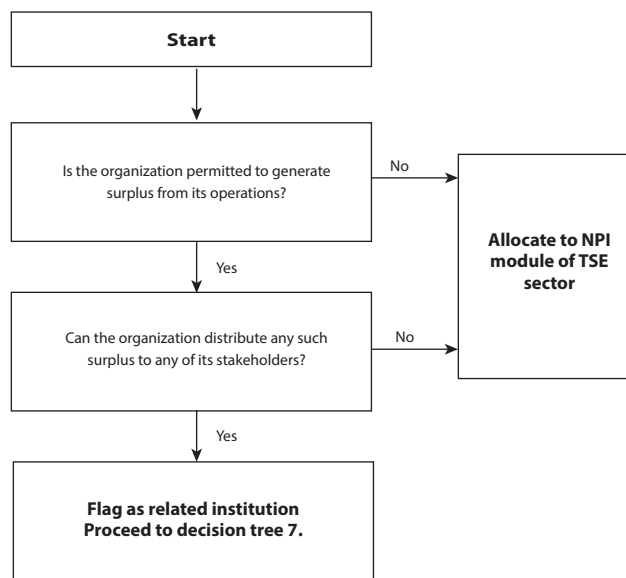 Start
Is the organization permitted to generate
surplus from its operations?
No
Allocate to NPI
module of TSE
sector
Yes
Can the organization distribute any such
surplus to any of its stakeholders?
No
Yes
Flag as related institution
Proceed to decision tree 7.